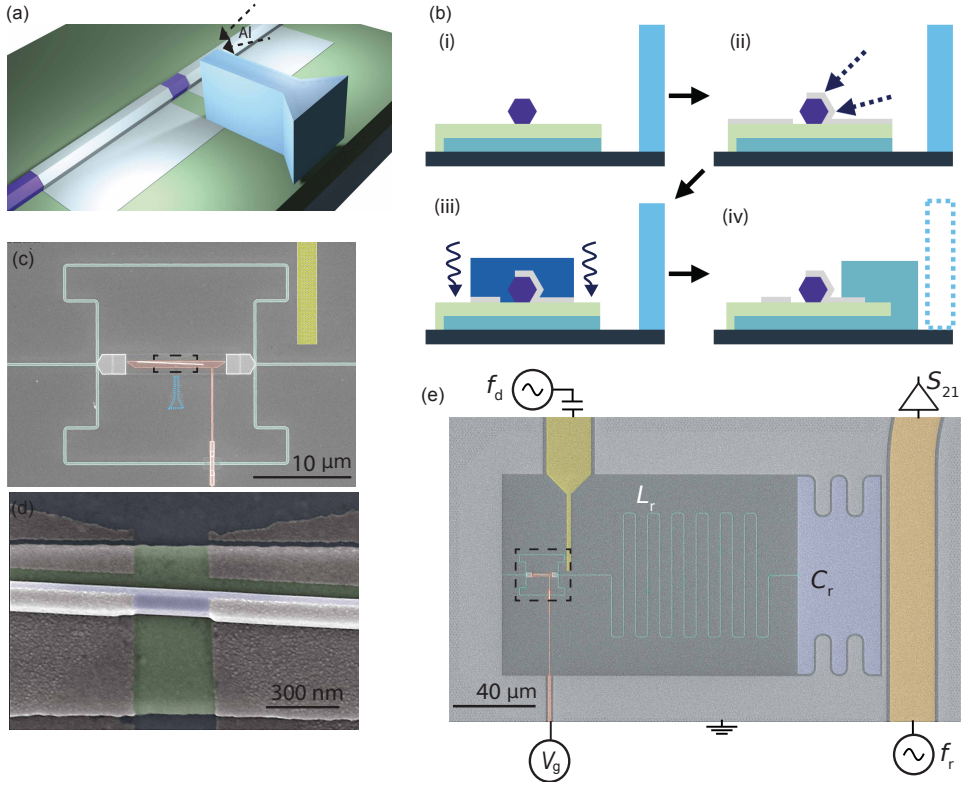 (a)
Al
(b)
(i)
(ii)
(iii)
(iv)
(c)
10 μm
(d)
300 nm
(e)
f_d
S_21
L_r
C_r
40 μm
V_g
f_r